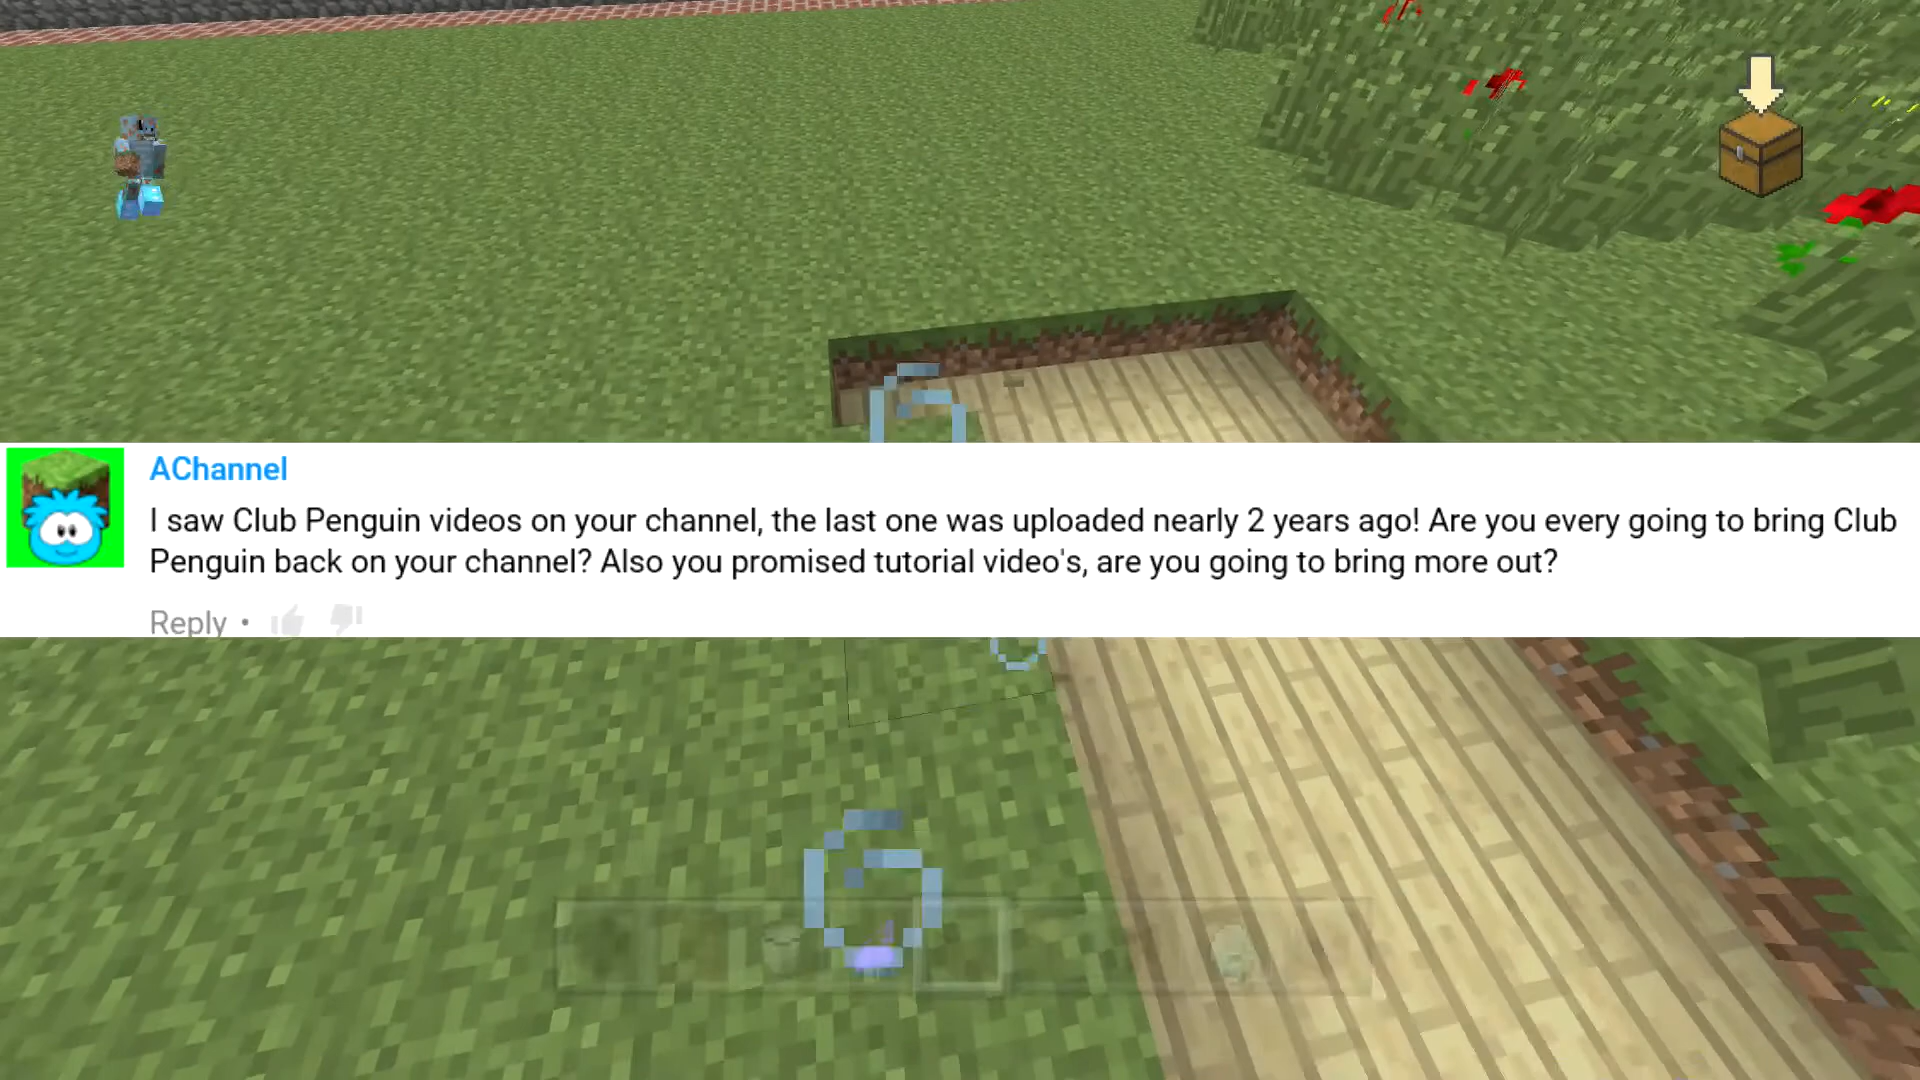 AChannel
I saw Club Penguin videos on your channel, the last one was uploaded nearly 2 years ago! Are you every going to bring Club
Penguin back on your channel? Also you promised tutorial video's, are you going to bring more out?
Reply •